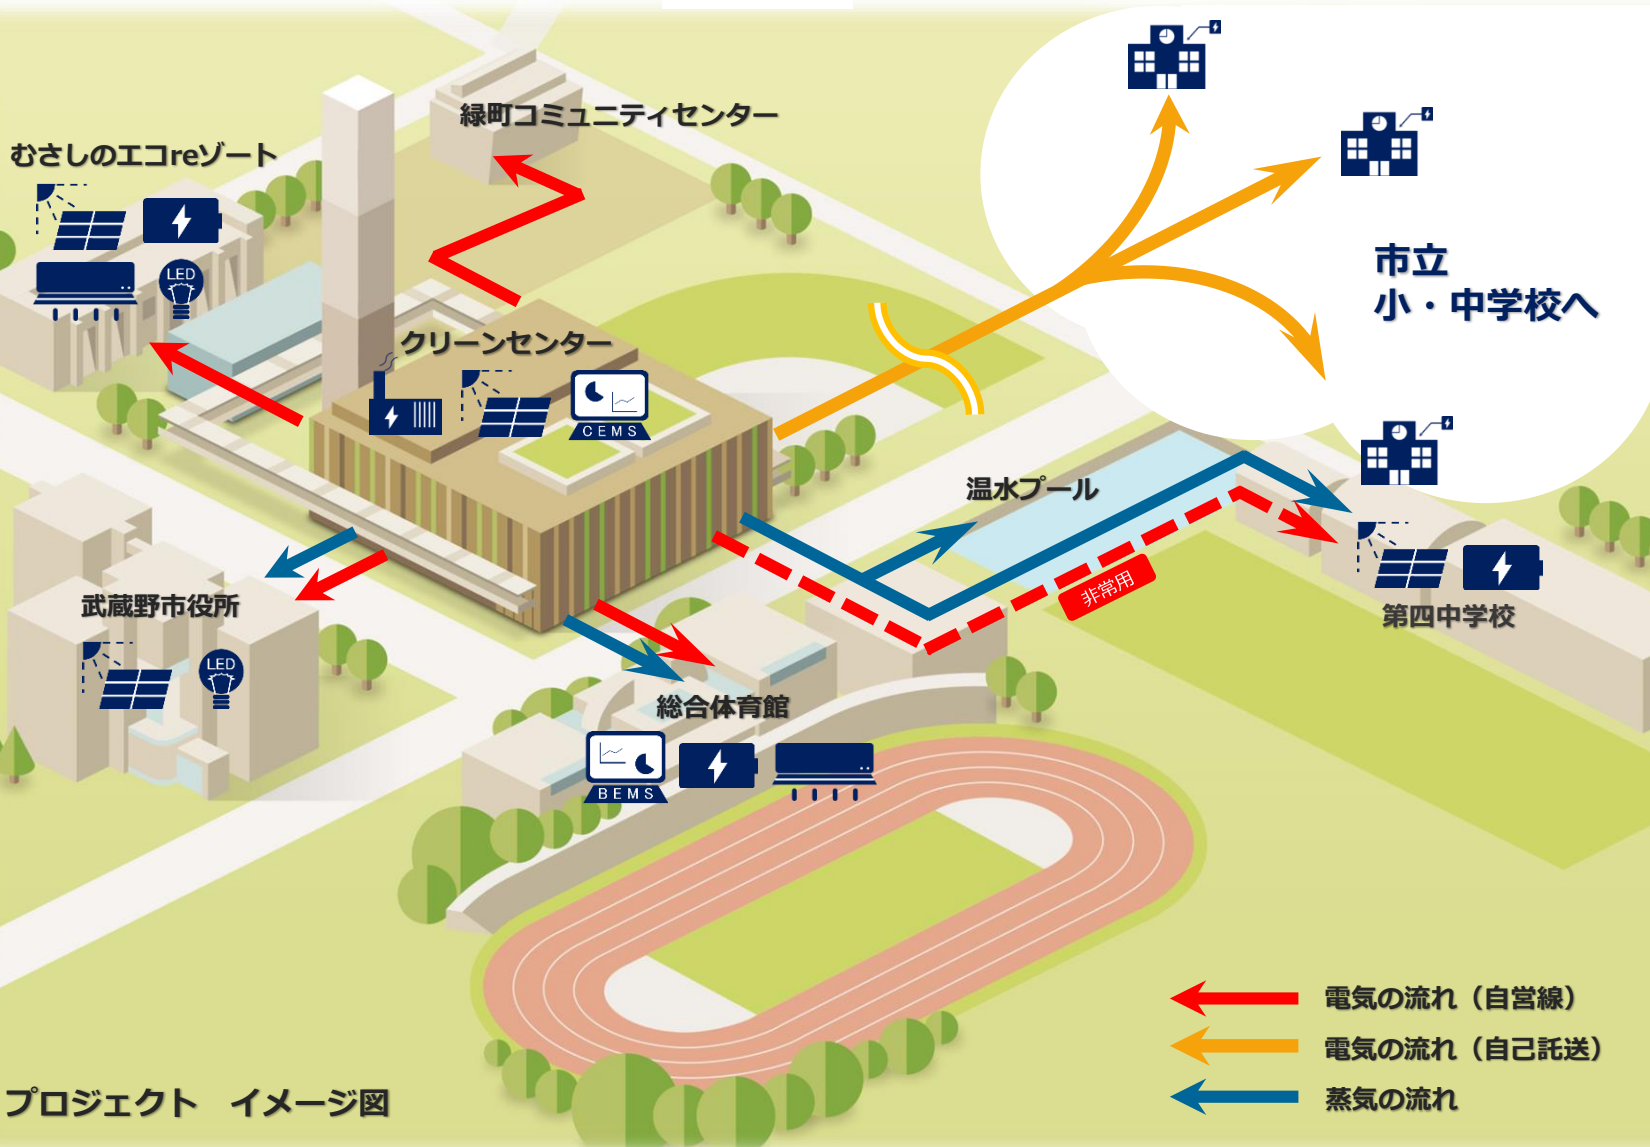 緑町コミュニティセンター
むさしのエコreゾート
LED
市立
小・中学校へ
クリーンセンター
CEMS
温水プール
非常用
武蔵野市役所
LED
第四中学校
総合体育館
BEMS
電気の流れ（自営線）
電気の流れ（自己託送）
蒸気の流れ
プロジェクト　イメージ図